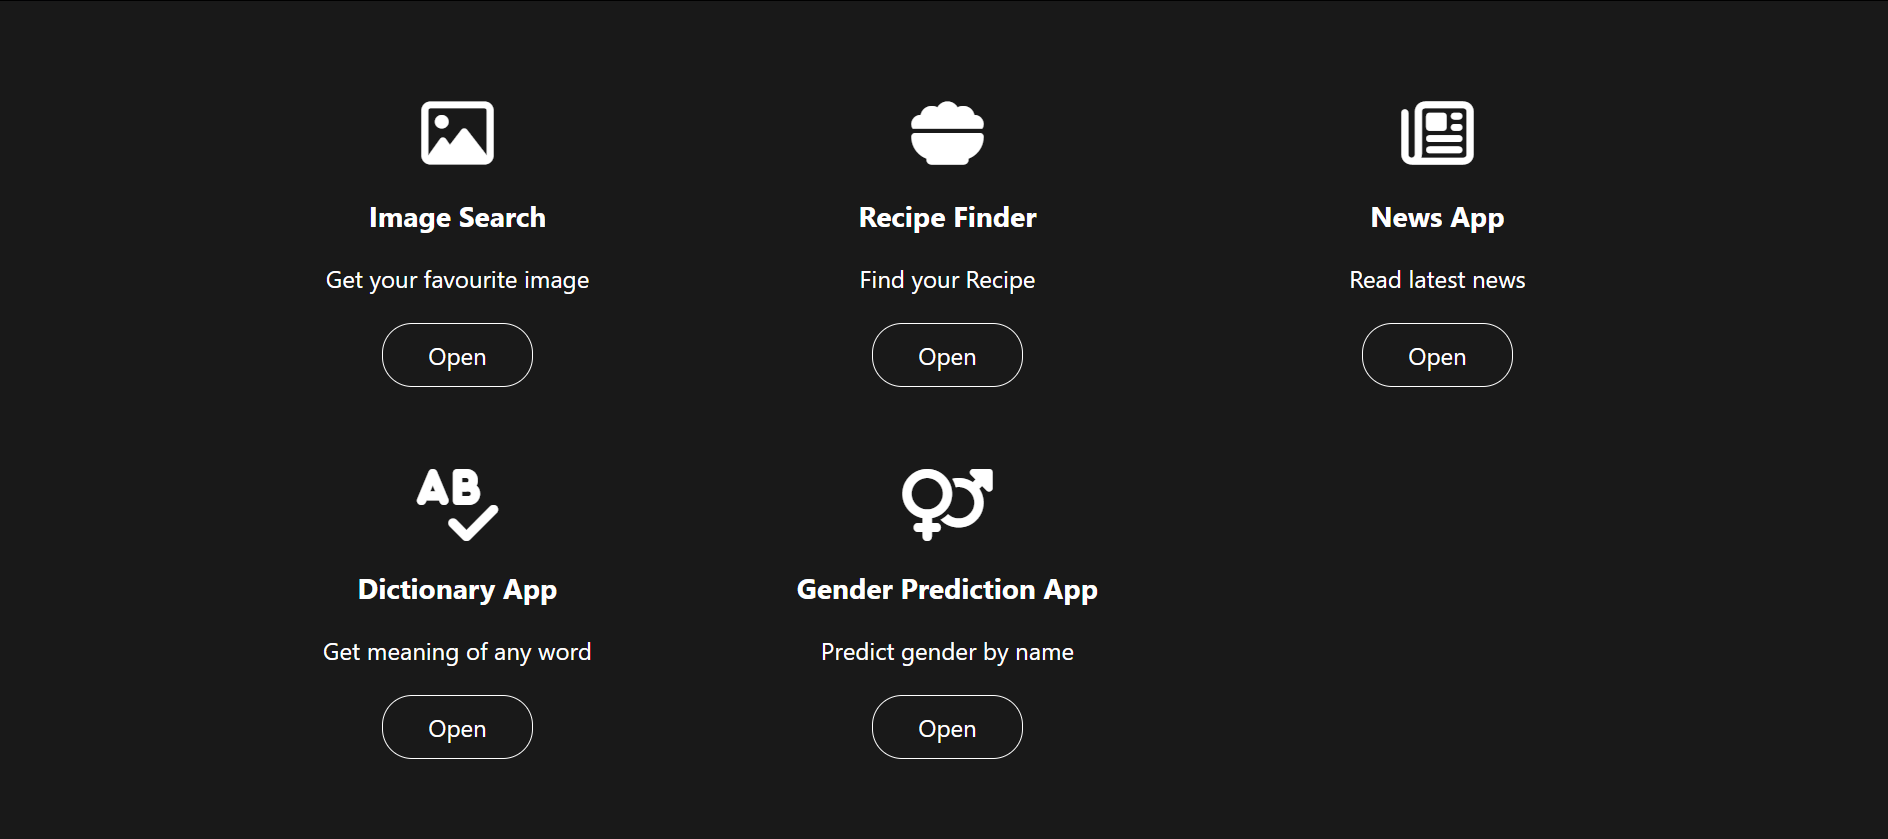 Image Search
Get your favourite image
Open
Recipe Finder
Find your Recipe
Open
News App
Read latest news
Open
AB
Dictionary App
Get meaning of any word
Open
Gender Prediction App
Predict gender by name
Open